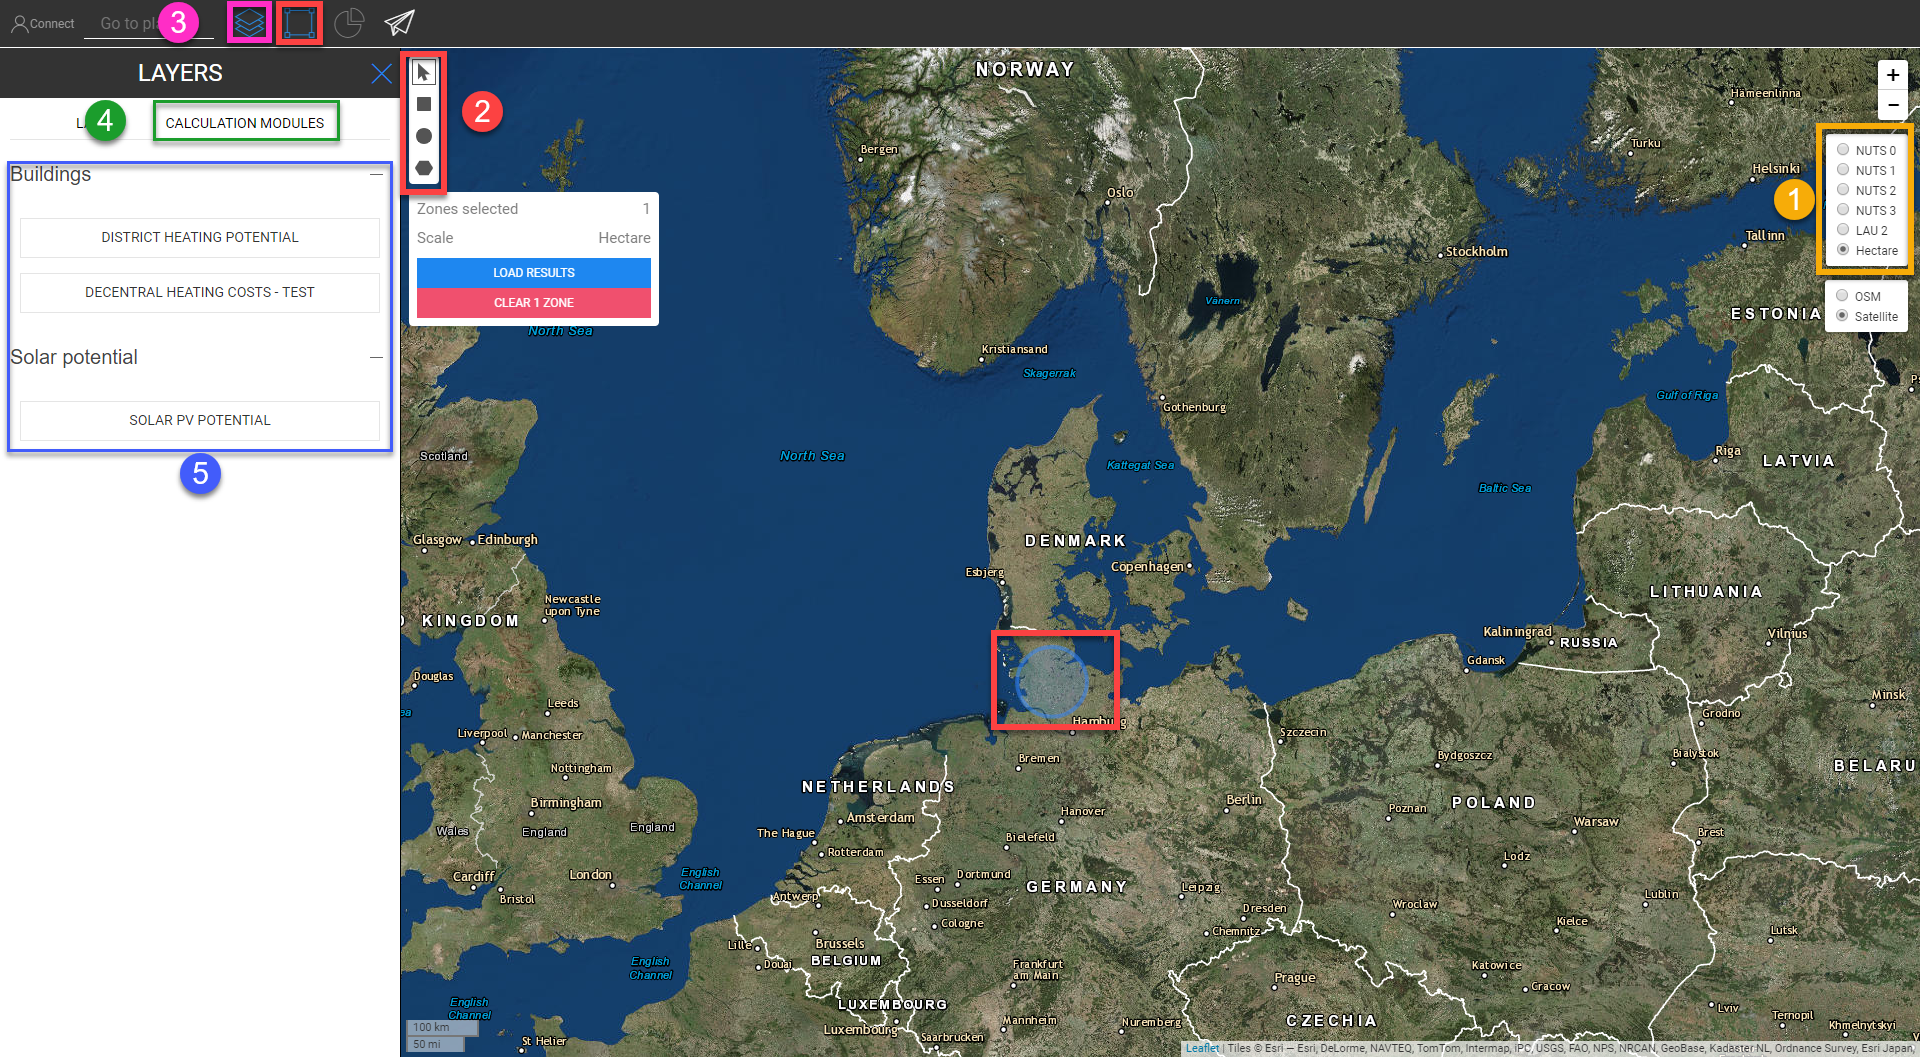 Connect
Go to pl
3
LAYERS
L
4
CALCULATION MODULES
Buildings
DISTRICT HEATING POTENTIAL
DECENTRAL HEATING COSTS - TEST
Solar potential
SOLAR PV POTENTIAL
5
2
Zones selected 1
Scale Hectare
LOAD RESULTS
CLEAR 1 ZONE
+
−
1
NUTS 0
NUTS 1
NUTS 2
NUTS 3
LAU 2
Hectare
OSM
Satellite
NORWAY
Hämeenlinna
Bergen
Turku
Helsinki
Oslo
Tallinn
Stockholm
Vänern
ESTONIA
North Sea
Kristiansand
Skagerrak
Gulf of Riga
Gothenburg
Scotland
North Sea
Kattegat Sea
Riga
LATVIA
Baltic Sea
Glasgow
Edinburgh
DENMARK
Esbjerg
Copenhagen
LITHUANIA
Newcastle
upon Tyne
KINGDOM
Kaliningrad
RUSSIA
Vilnius
Gdansk
Douglas
Minsk
Leeds
Hamburg
Grodno
Liverpool
Manchester
Szczecin
Bydgoszcz
Bialystok
Bremen
BELARU
Nottingham
NETHERLANDS
Birmingham
Berlin
POLAND
Hanover
Poznan
Amsterdam
Warsaw
Wales
England
England
The Hague
Bielefeld
Brest
Rotterdam
Lodz
Cardiff
London
English
Channel
Essen
Dortmund
GERMANY
Leipzig
Lublin
Bristol
Antwerp
Dusseldorf
Dresden
Wroclaw
Cologne
Kielce
Chemnitz
Lutsk
Lille
Brussels
BELGIUM
Douai
English
Channel
Frankfurt
am Main
Katowice
Prague
Cracow
English
Channel
LUXEMBOURG
Luxembourg
Lviv
Mannheim
Nuremberg
CZECHIA
Ternopil
Khmelnytskyi
100 km
50 mi
St Helier
Saarbrucken
Leaflet | Tiles © Esri — Esri, DeLorme, NAVTEQ, TomTom, Intermap, iPC, USGS, FAO, NPS, NRCAN, GeoBase, Kadaster NL, Ordnance Survey, Esri Japan,